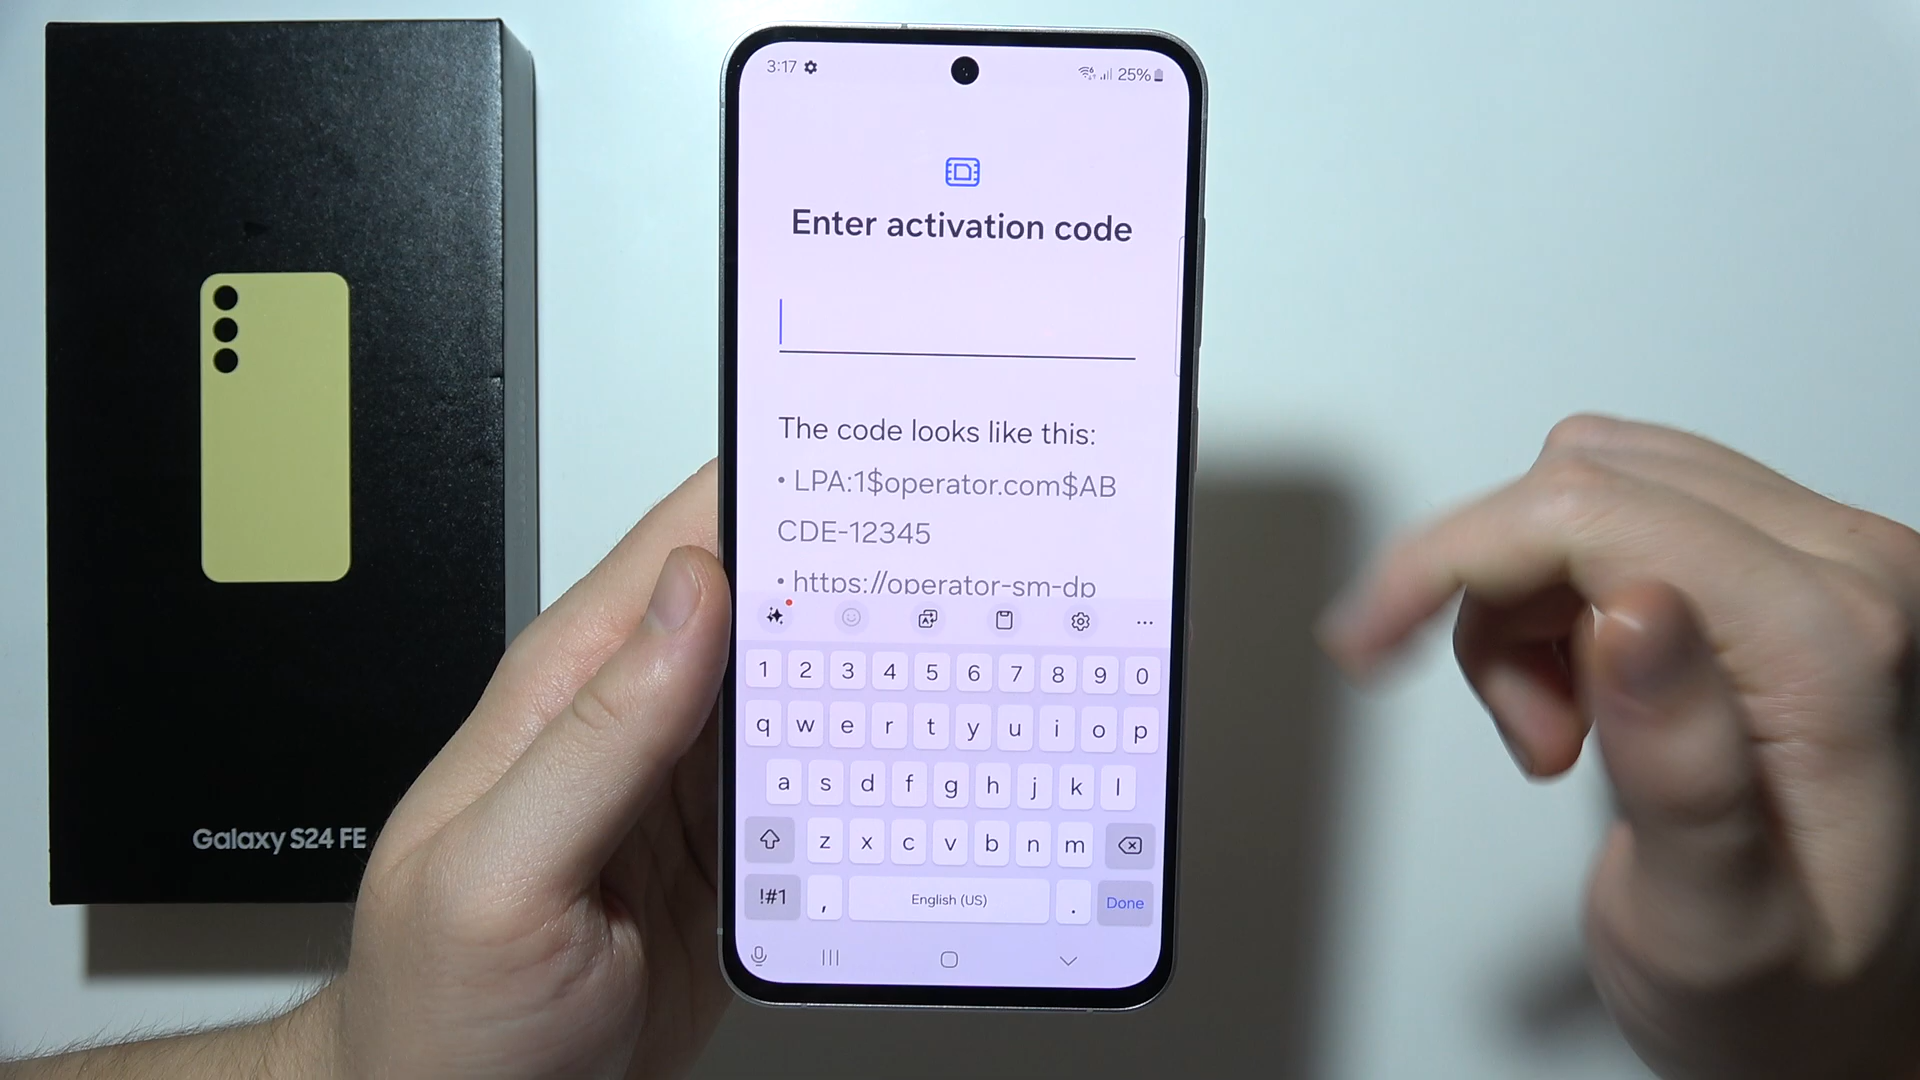 3:17
25%
Enter activation code
The code looks like this:
• LPA:1$operator.com$AB
CDE-12345
• https://operator-sm-dp
1 2 3 4 5 6 7 8 9 0
q w e r t y u i o p
a s d f g h j k l
z x c v b n m
!#1 , English (US) . Done
Galaxy S24 FE